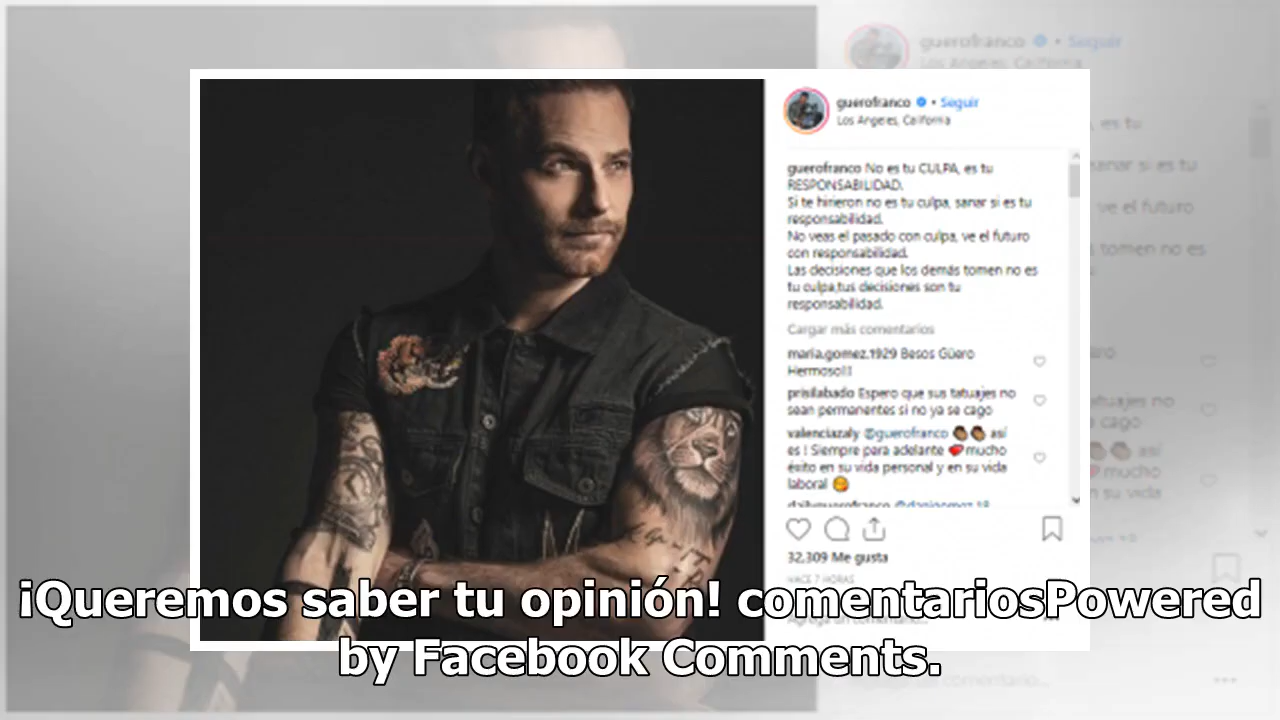 guerofranco • Seguir
Los Angeles, California
guerofranco No es tu CULPA, es tu
RESPONSABILIDAD.
Si te hirieron no es tu culpa, sanar si es tu
responsabilidad.
No veas el pasado con culpa, ve el futuro
con responsabilidad.
Las decisiones que los demás tomen no es
tu culpa,tus decisiones son tu
responsabilidad.
Cargar más comentarios
maria.gomez.1929 Besos Güero
Hermoso!!
prisilabado Espero que sus tatuajes no
sean permanentes si no ya se cago
valenciazaly @guerofranco 👏🏽👏🏽 así
es ! Siempre para adelante ❤️mucho
éxito en su vida personal y en su vida
laboral 😋
32,309 Me gusta
HACE 7 HORAS
¡Queremos saber tu opinión! comentariosPowered
by Facebook Comments.